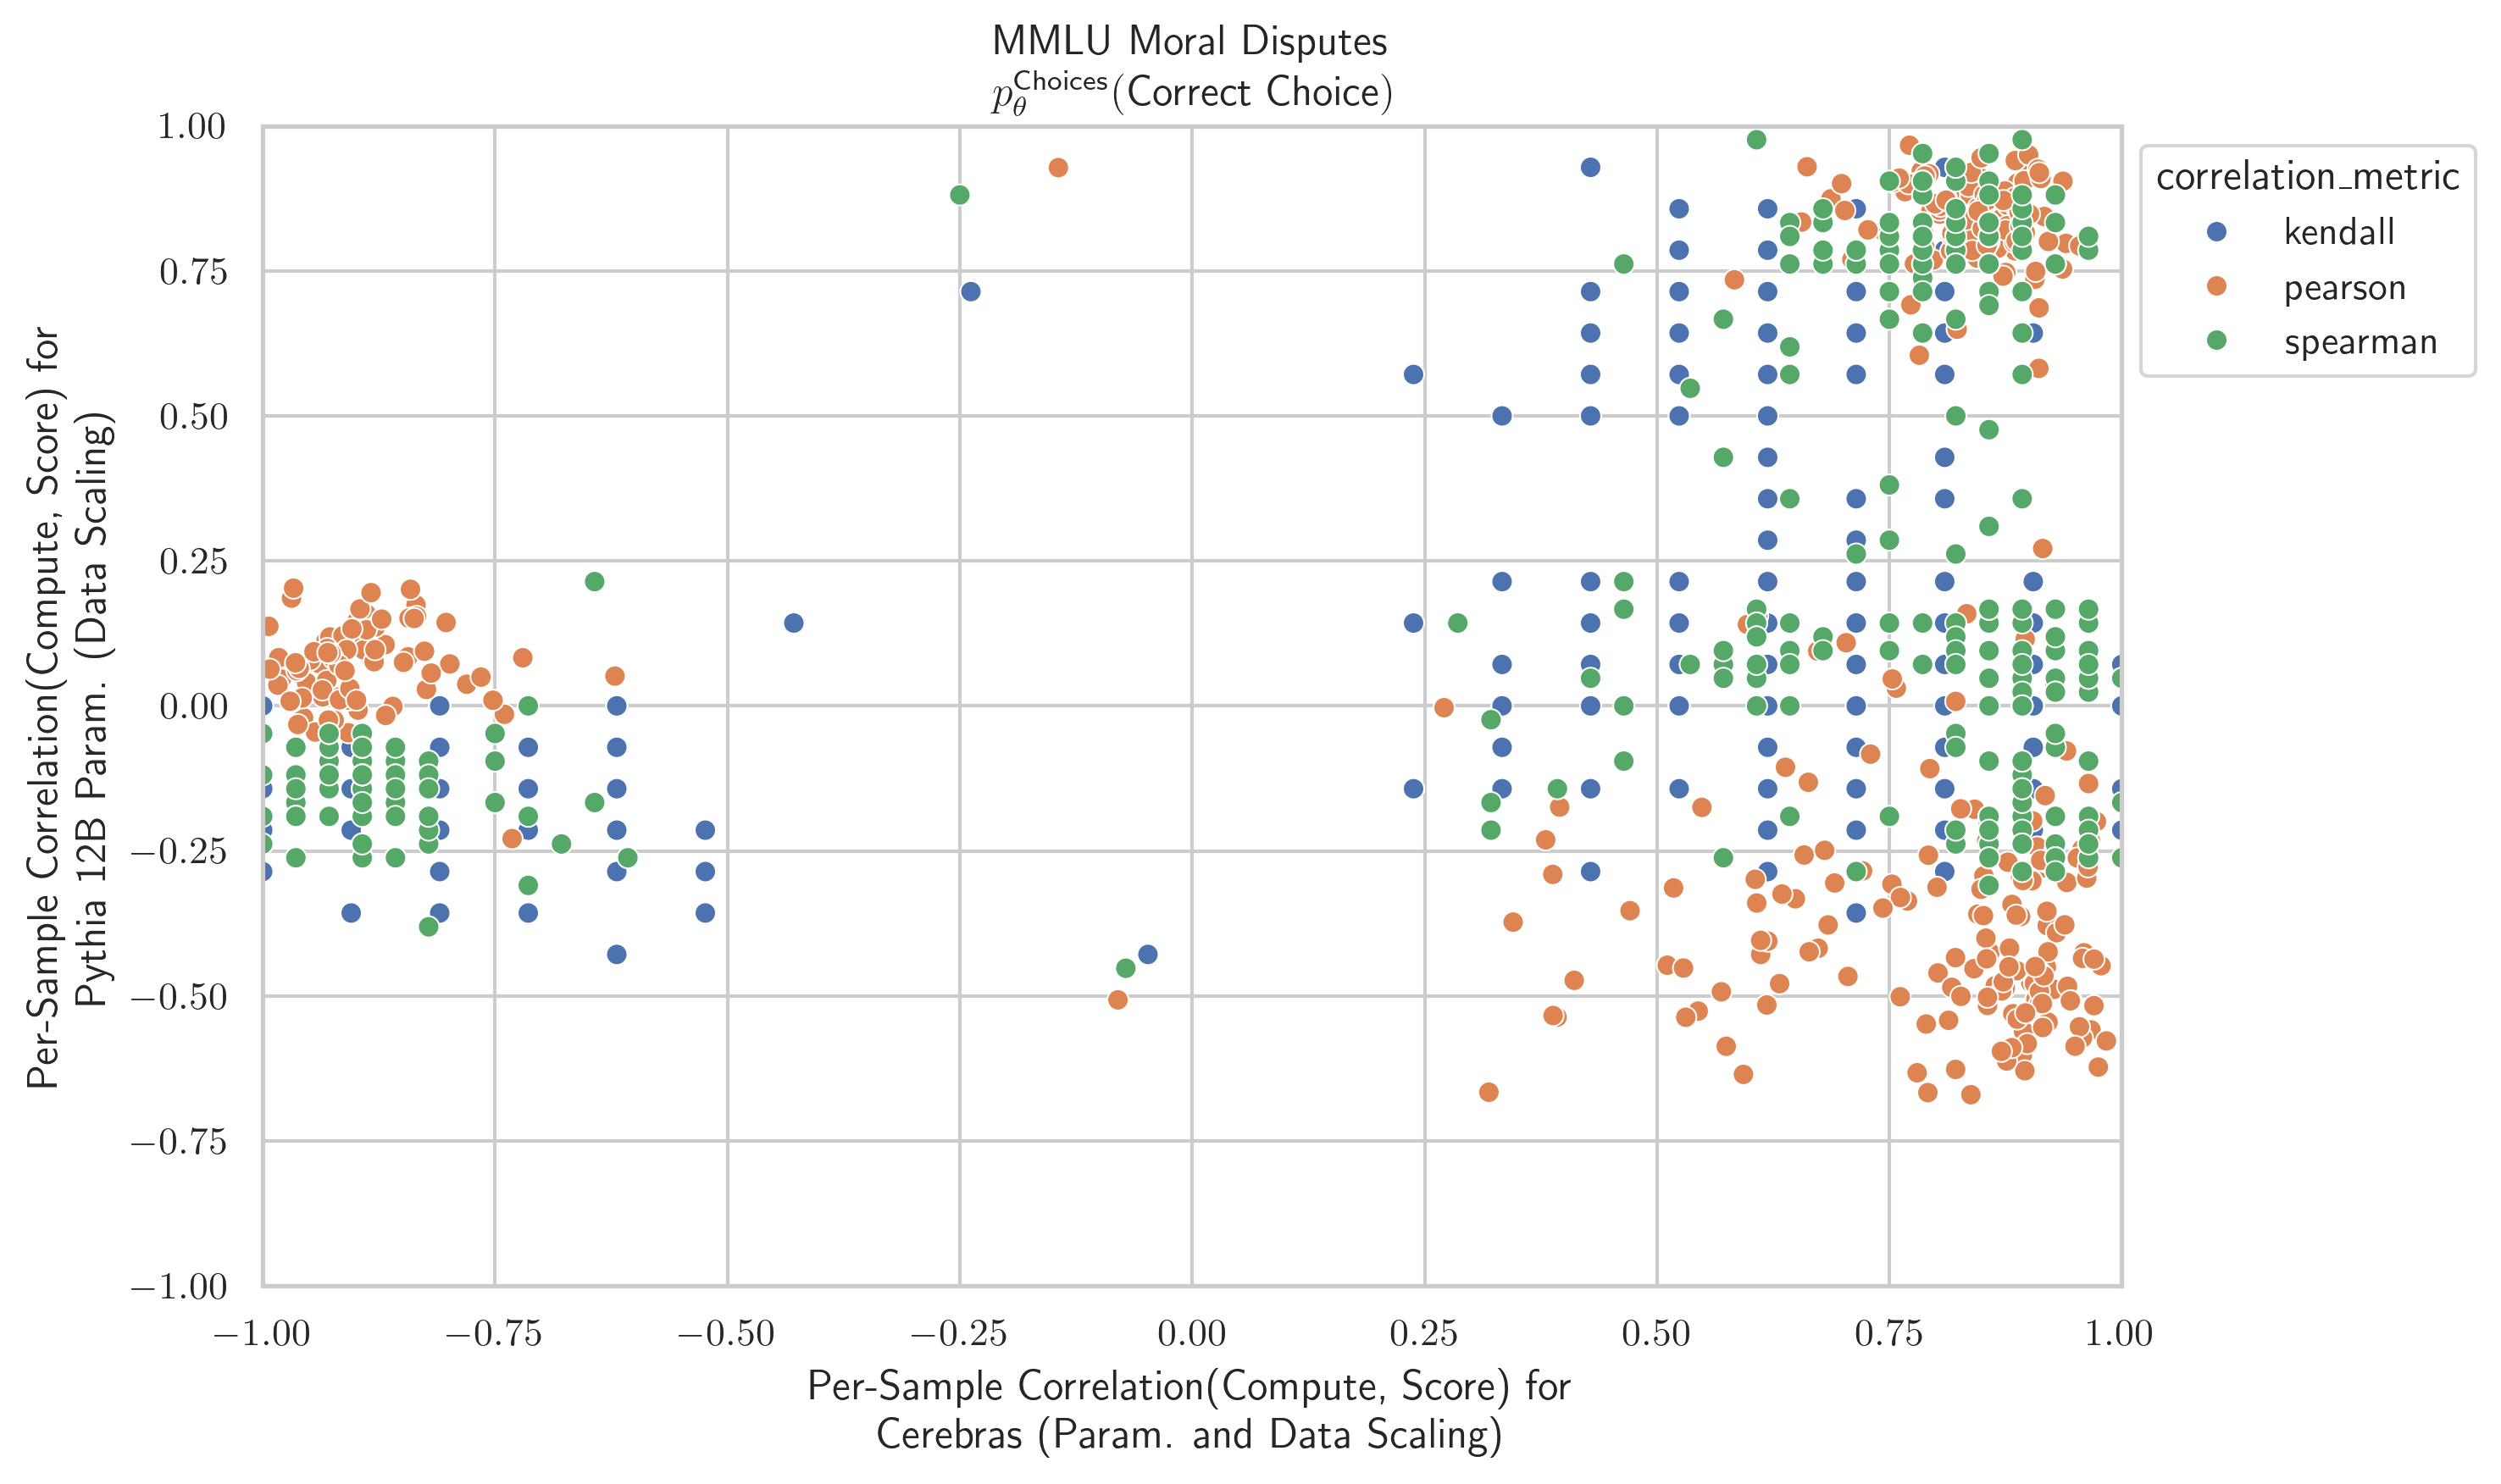 MMLU Moral Disputes
p_θ^Choices(Correct Choice)
Per-Sample Correlation(Compute, Score) for
Pythia 12B Param. (Data Scaling)
1.00
0.75
0.50
0.25
0.00
−0.25
−0.50
−0.75
−1.00
−1.00 −0.75 −0.50 −0.25 0.00 0.25 0.50 0.75 1.00
Per-Sample Correlation(Compute, Score) for
Cerebras (Param. and Data Scaling)
correlation_metric
kendall
pearson
spearman